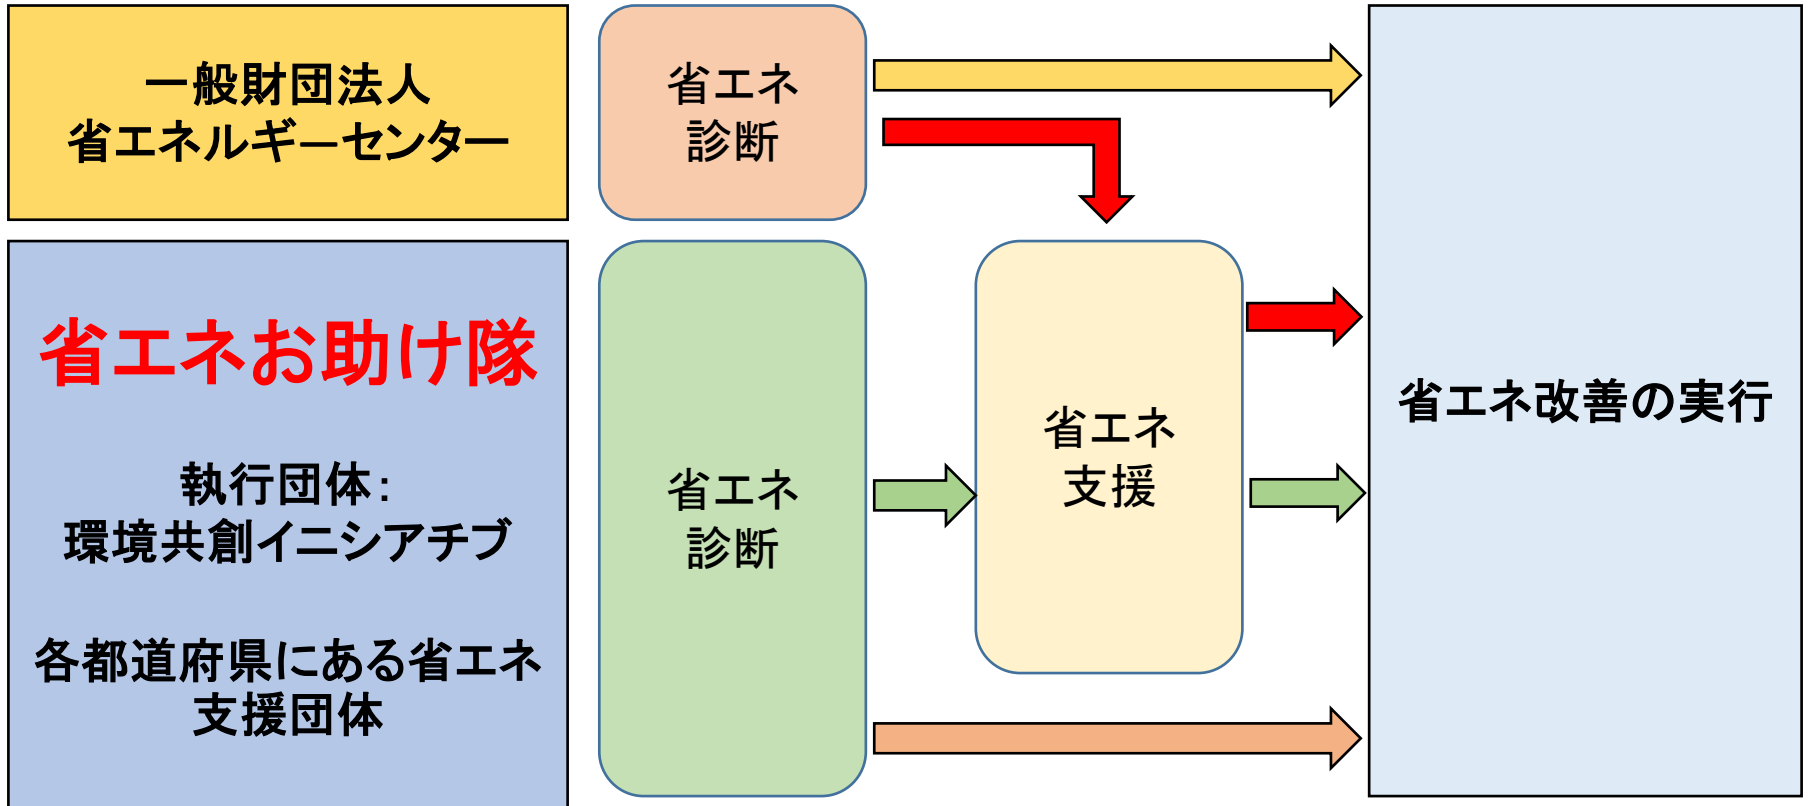 一般財団法人
省エネルギーセンター
省エネ
診断
省エネお助け隊
執行団体：
環境共創イニシアチブ
各都道府県にある省エネ
支援団体
省エネ
診断
省エネ
支援
省エネ改善の実行